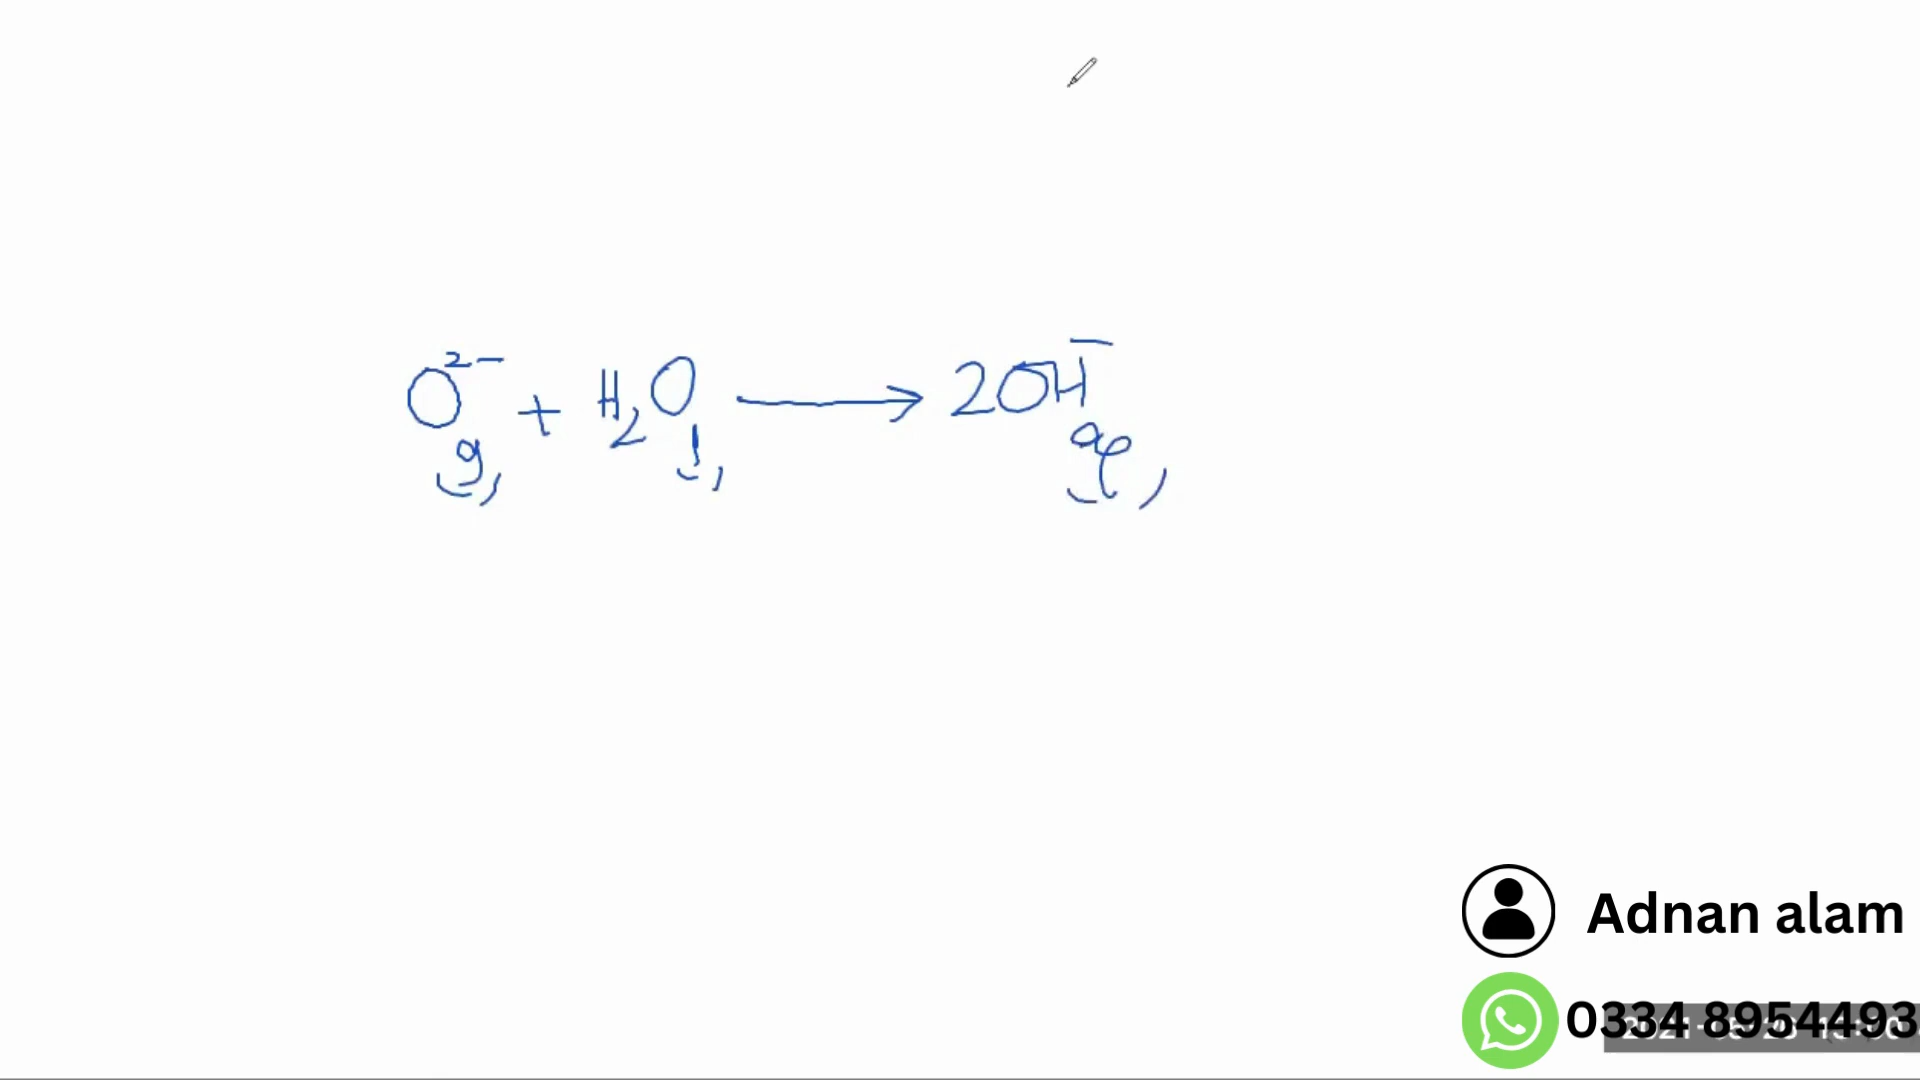 O²⁻(g) + H₂O(l) ⟶ 2OH⁻(aq)
Adnan alam
0334 8954493